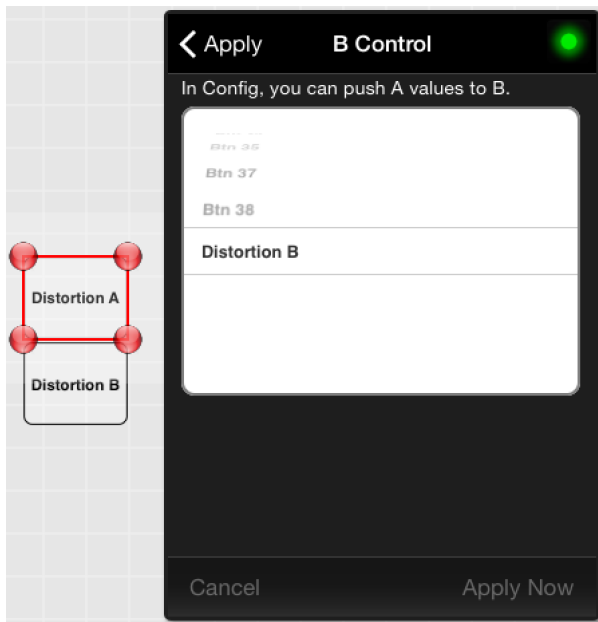 Apply
B Control
In Config, you can push A values to B.
Btn 35
Btn 37
Btn 38
Distortion B
Distortion A
Distortion B
Cancel
Apply Now